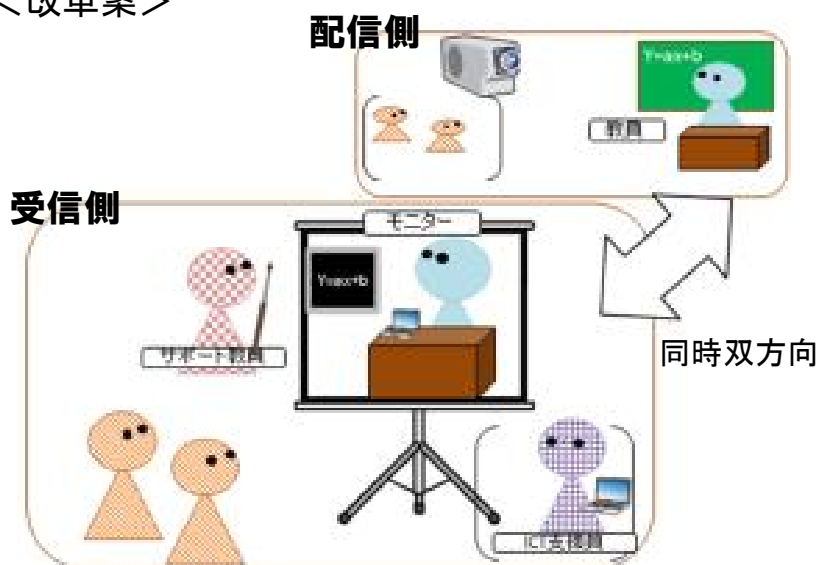 <改革案>
配信側
Y=ax+b
教員
受信側
モニター
Y=ax+b
サポート教員
同時双方向
ICT支援員